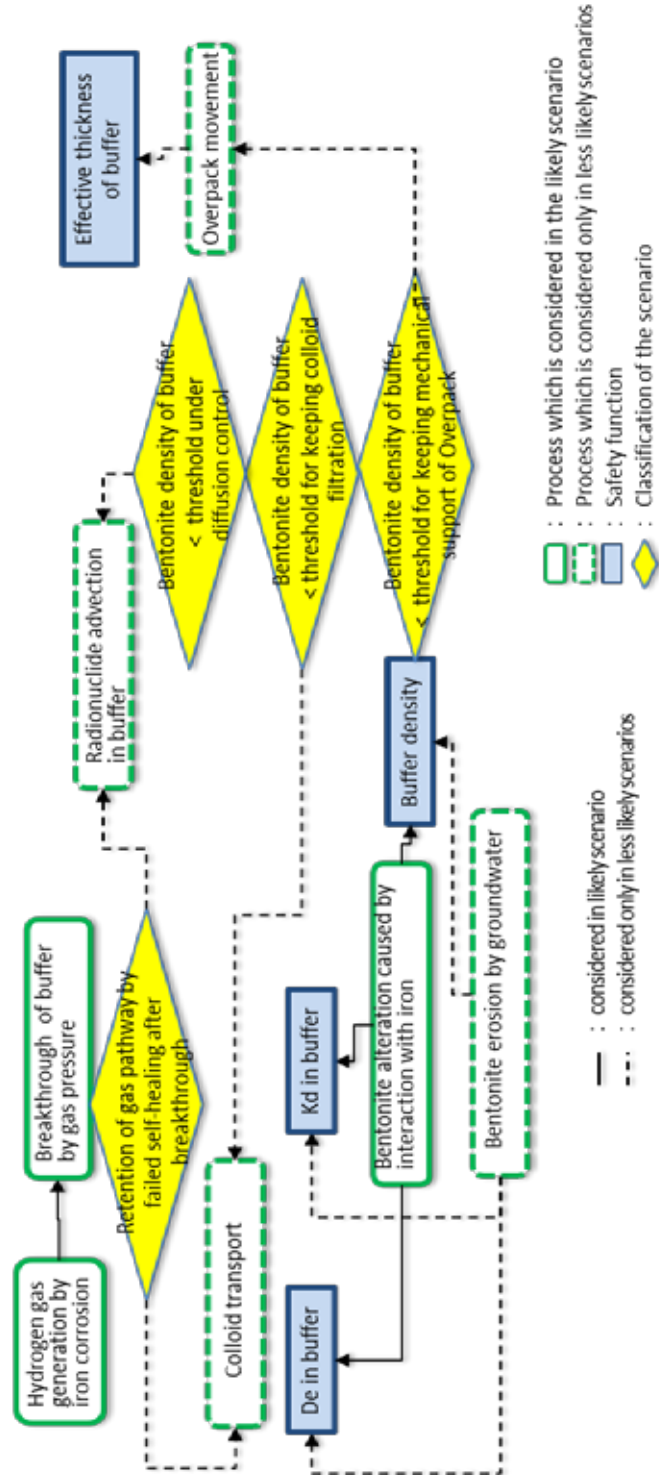 Hydrogen gas
generation by
iron corrosion
Breakthrough of buffer
by gas pressure
Retention of gas pathway by
failed self-healing after
breakthrough
Radionuclide advection
in buffer
Effective thickness
of buffer
Colloid transport
Bentonite density of buffer
< threshold under
diffusion control
Overpack movement
Bentonite density of buffer
< threshold for keeping colloid
filtration
De in buffer
Kd in buffer
Bentonite density of buffer
< threshold for keeping mechanical
support of Overpack
Bentonite alteration caused by
interaction with iron
Buffer density
Bentonite erosion by groundwater
: considered in likely scenario
: considered only in less likely scenarios
: Process which is considered in the likely scenario
: Process which is considered only in less likely scenarios
: Safety function
: Classification of the scenario